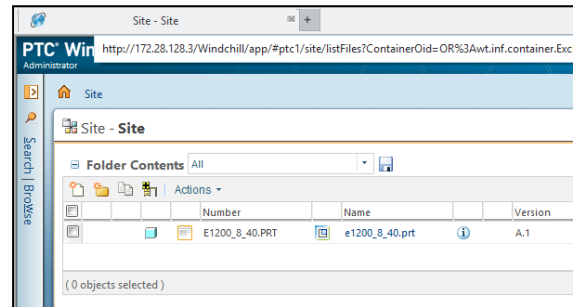 Site - Site
PTC® Win
http://172.28.128.3/Windchill/app/#ptc1/site/listFiles?ContainerOid=OR%3Awt.inf.container.Exc
Administrator
Site
Site - Site
Search | BroWse
Folder Contents All
Actions
Number Name Version
E1200_8_40.PRT e1200_8_40.prt A.1
( 0 objects selected )